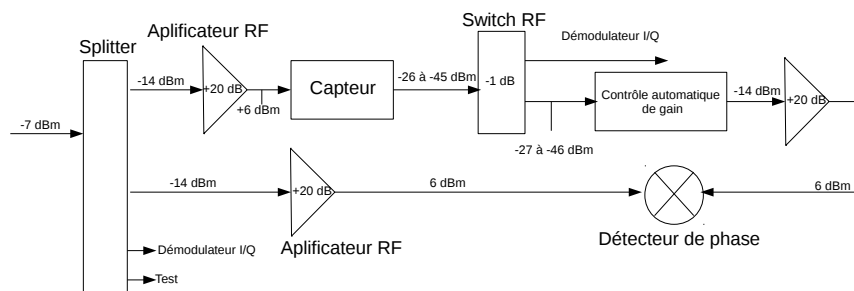 Splitter
Aplificateur RF
Switch RF
Démodulateur I/Q
-14 dBm
+20 dB
+6 dBm
Capteur
-26 à -45 dBm
-1 dB
Contrôle automatique
de gain
-14 dBm
+20 dB
-7 dBm
-27 à -46 dBm
-14 dBm
+20 dB
6 dBm
6 dBm
Aplificateur RF
Détecteur de phase
Démodulateur I/Q
Test